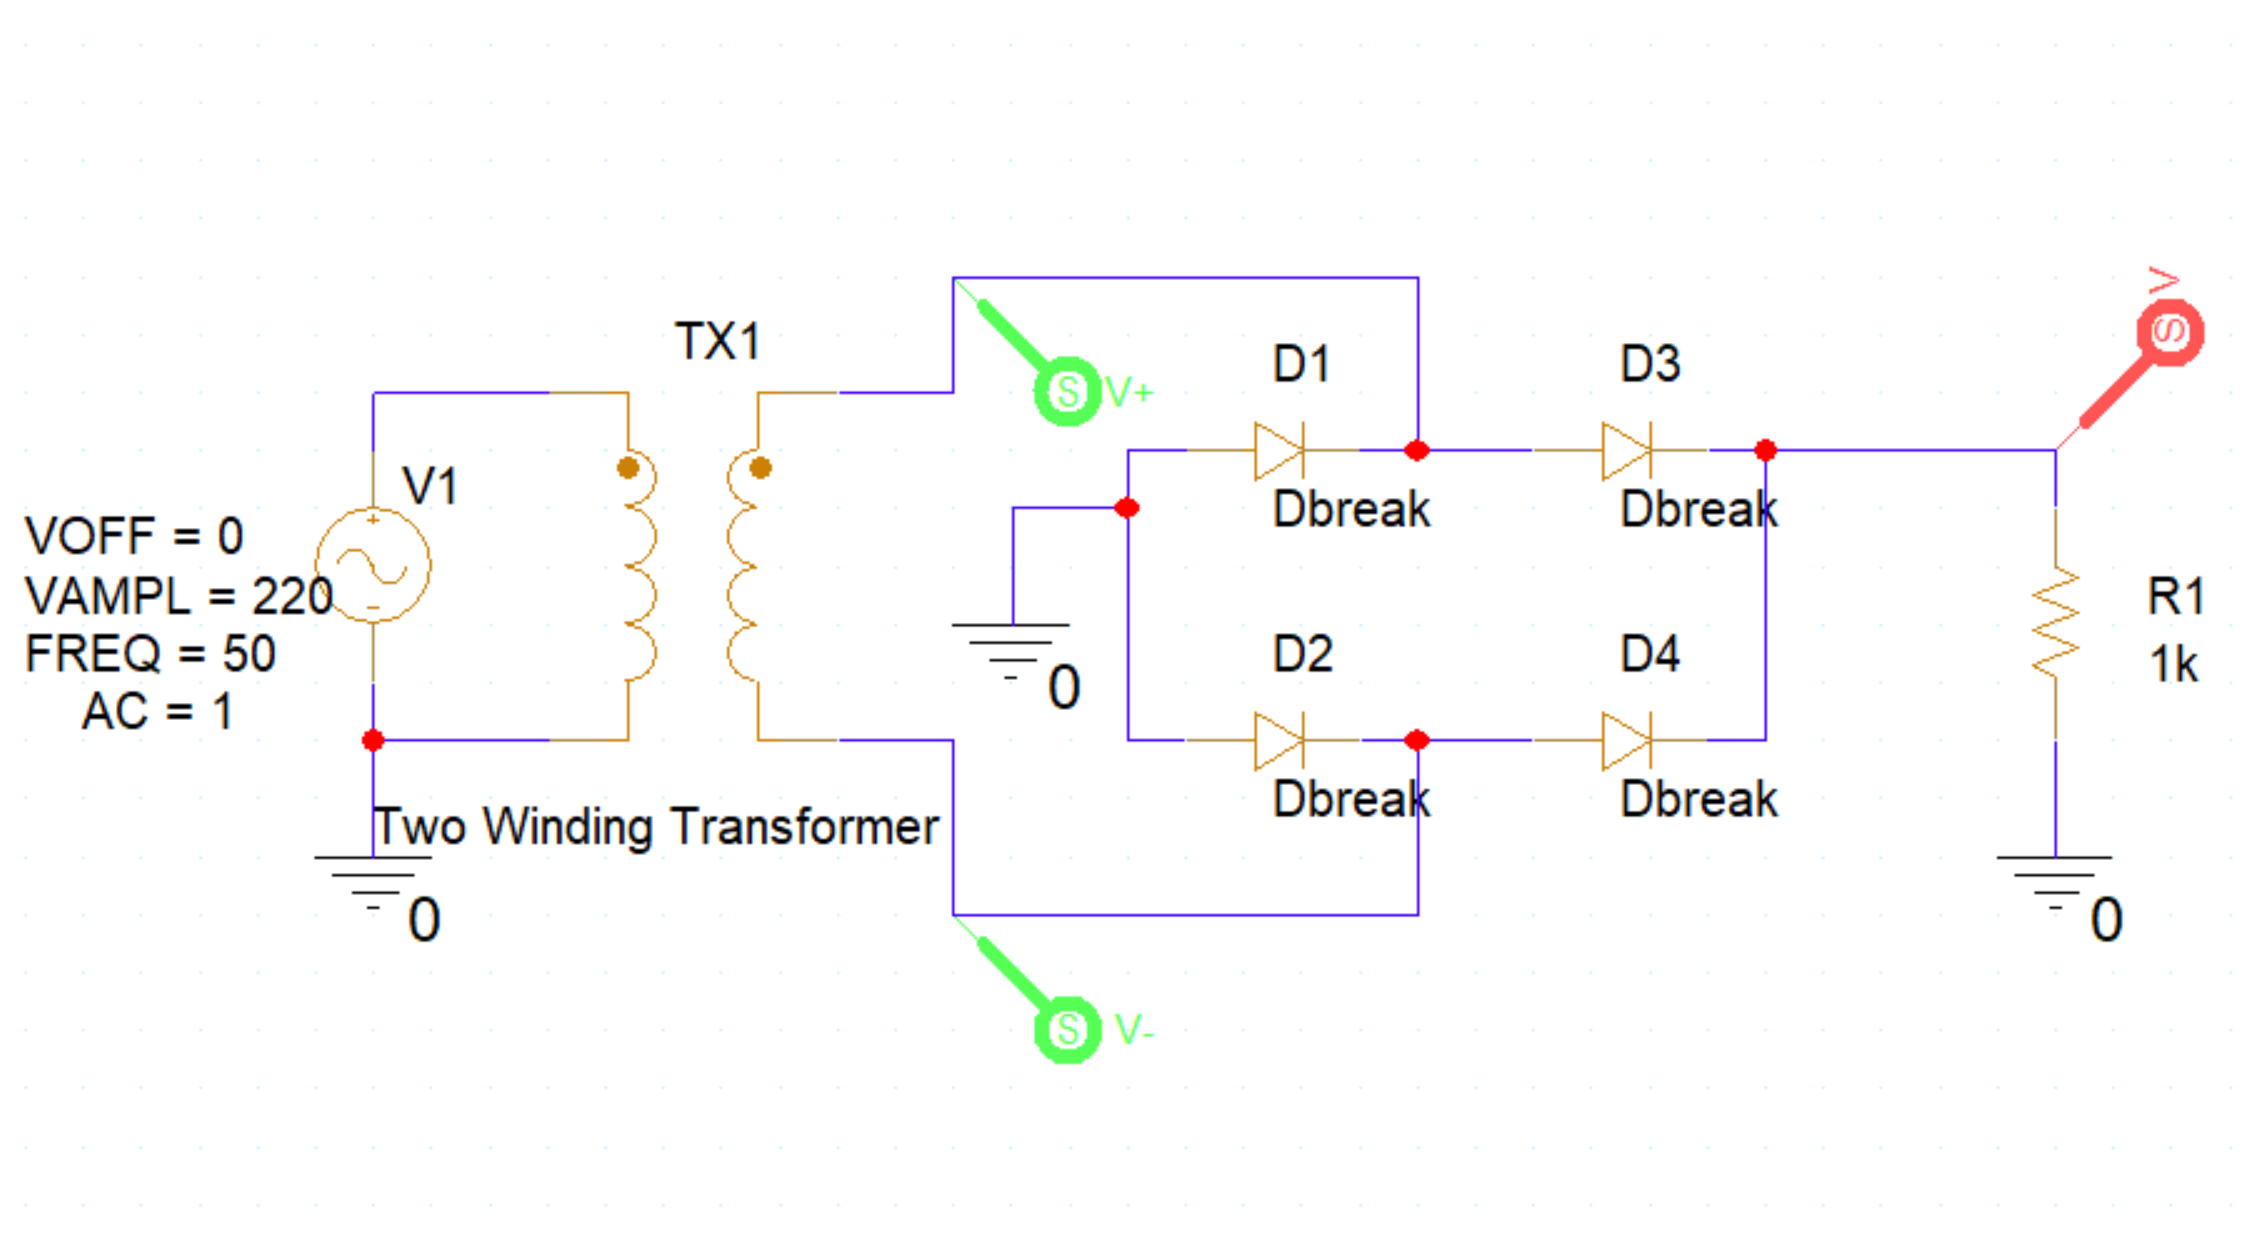 TX1
V
S
S V+
D1
D3
V1
Dbreak
Dbreak
VOFF = 0
VAMPL = 220
FREQ = 50
AC = 1
+
-
R1
1k
D2
D4
0
Dbreak
Dbreak
Two Winding Transformer
0
0
S V-